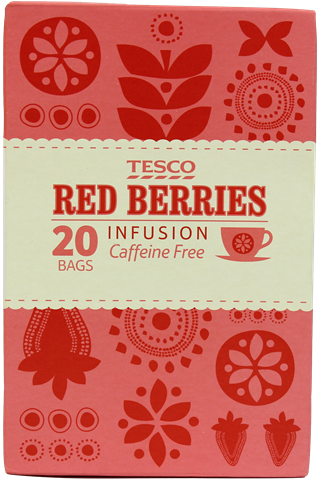 TESCO
RED BERRIES
20 BAGS
INFUSION
Caffeine Free